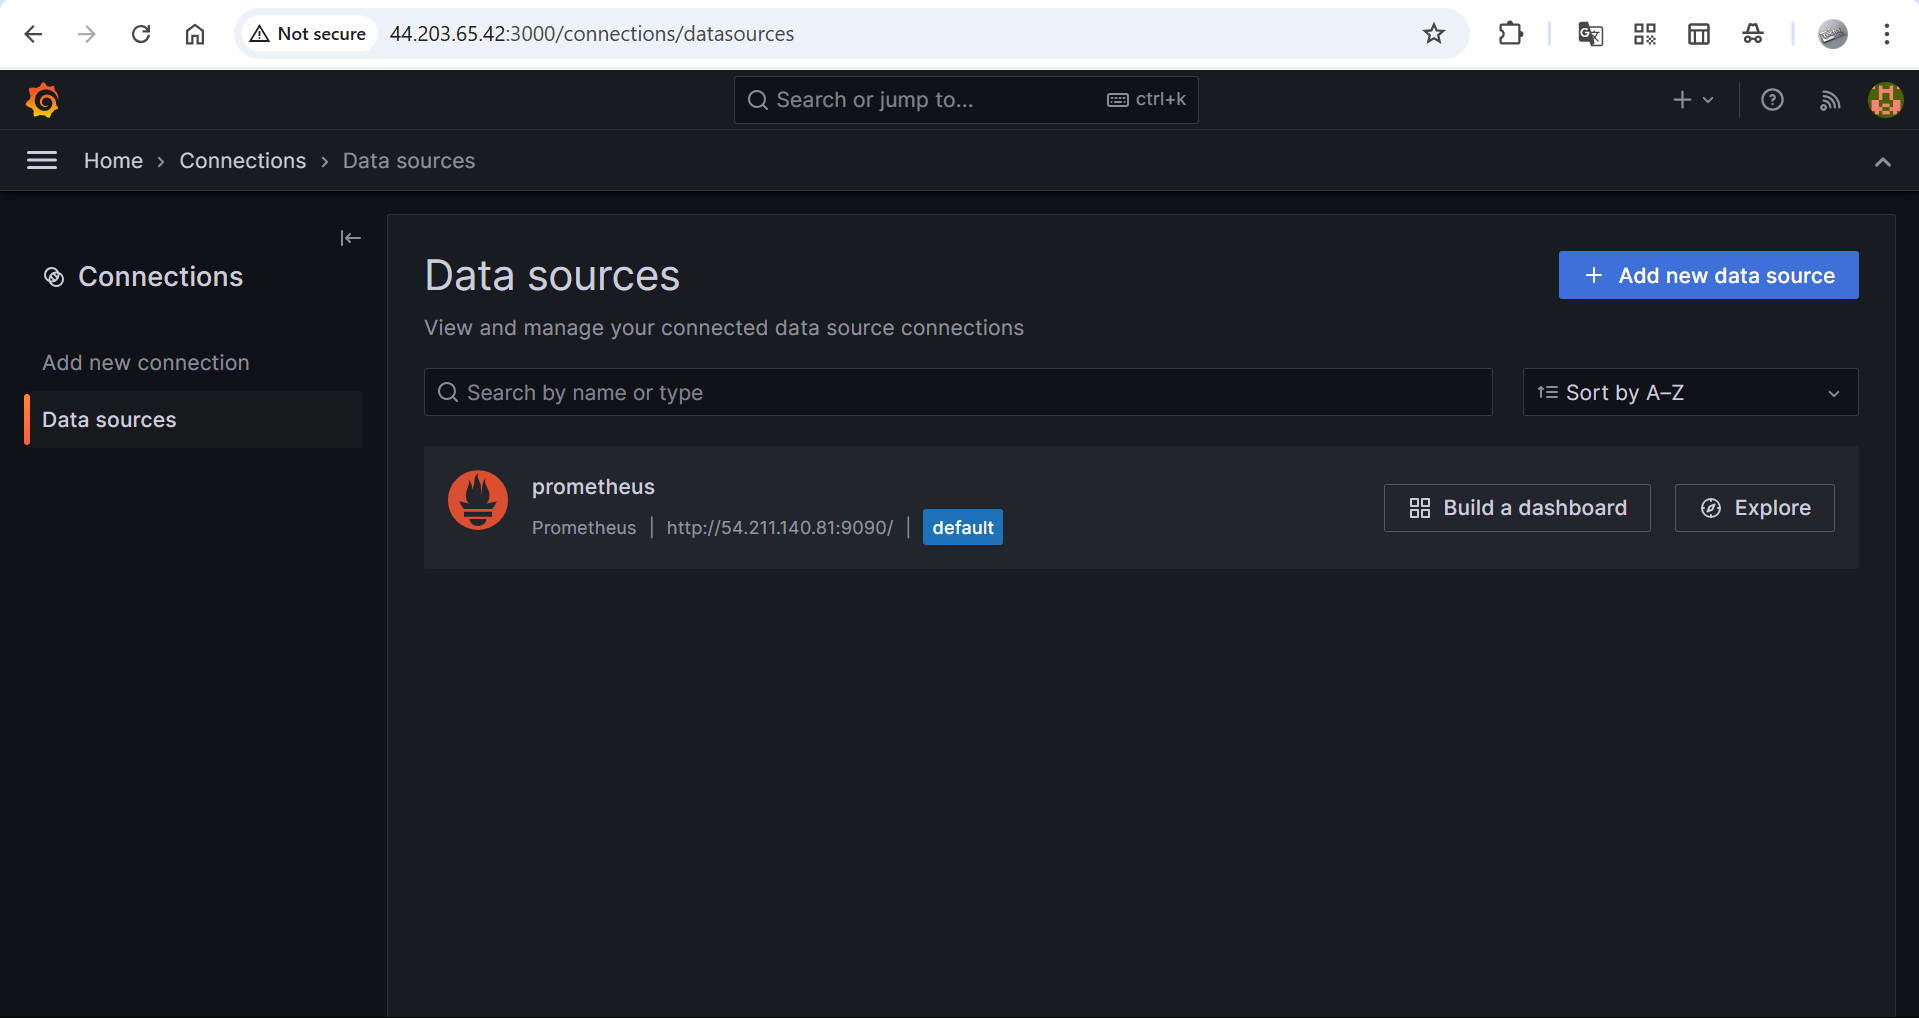 Not secure 44.203.65.42:3000/connections/datasources
Search or jump to... ctrl+k
Home > Connections > Data sources
Connections
Add new connection
Data sources
Data sources
Add new data source
View and manage your connected data source connections
Search by name or type
Sort by A–Z
prometheus
Prometheus | http://54.211.140.81:9090/ | default
Build a dashboard
Explore